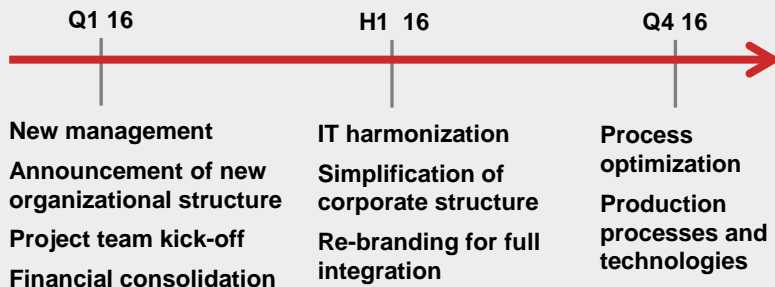 Q1 16
H1 16
Q4 16
New management
Announcement of new
organizational structure
Project team kick-off
Financial consolidation
IT harmonization
Simplification of
corporate structure
Re-branding for full
integration
Process
optimization
Production
processes and
technologies